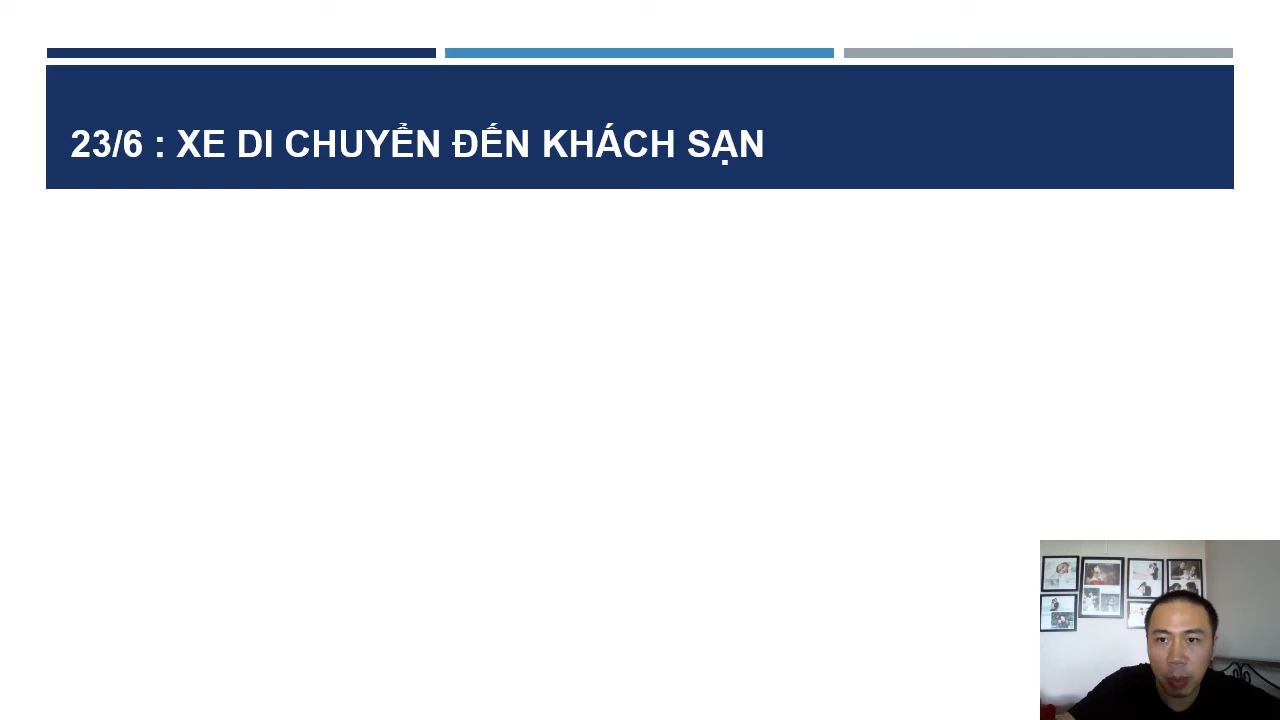 23/6 : XE DI CHUYỂN ĐẾN KHÁCH SẠN